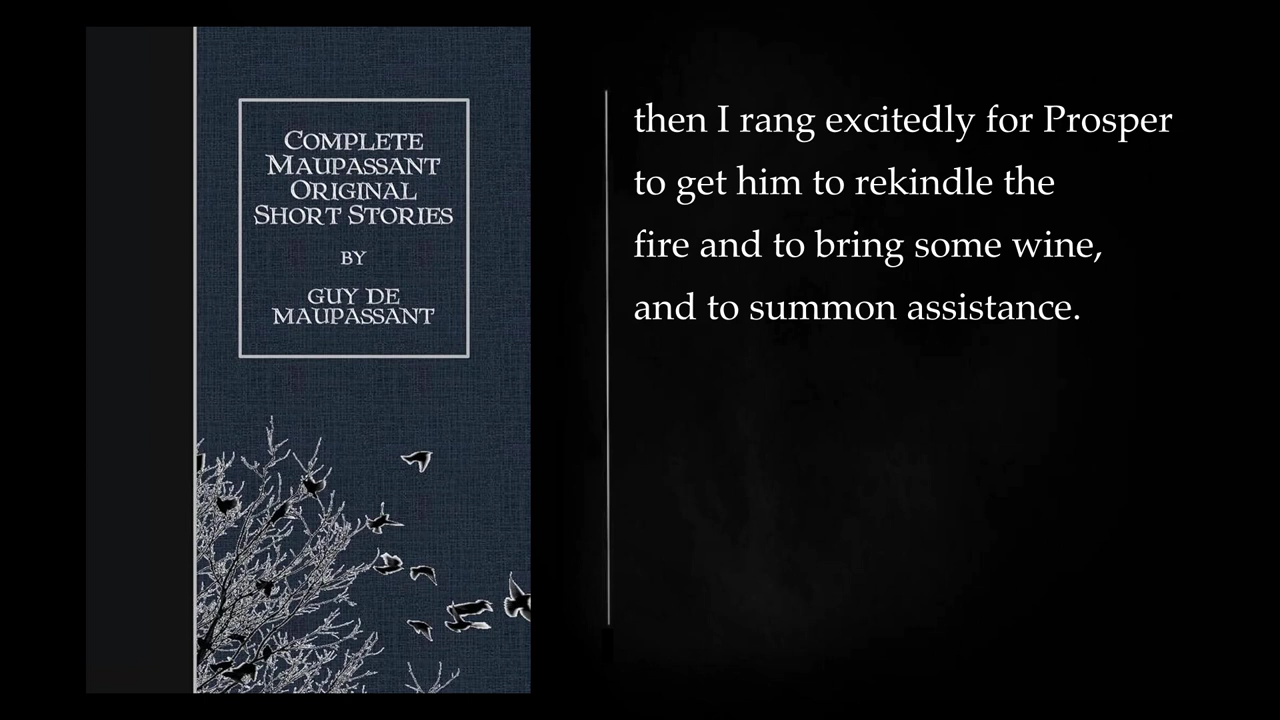 COMPLETE
MAUPASSANT
ORIGINAL
SHORT STORIES
BY
GUY DE
MAUPASSANT
then I rang excitedly for Prosper
to get him to rekindle the
fire and to bring some wine,
and to summon assistance.